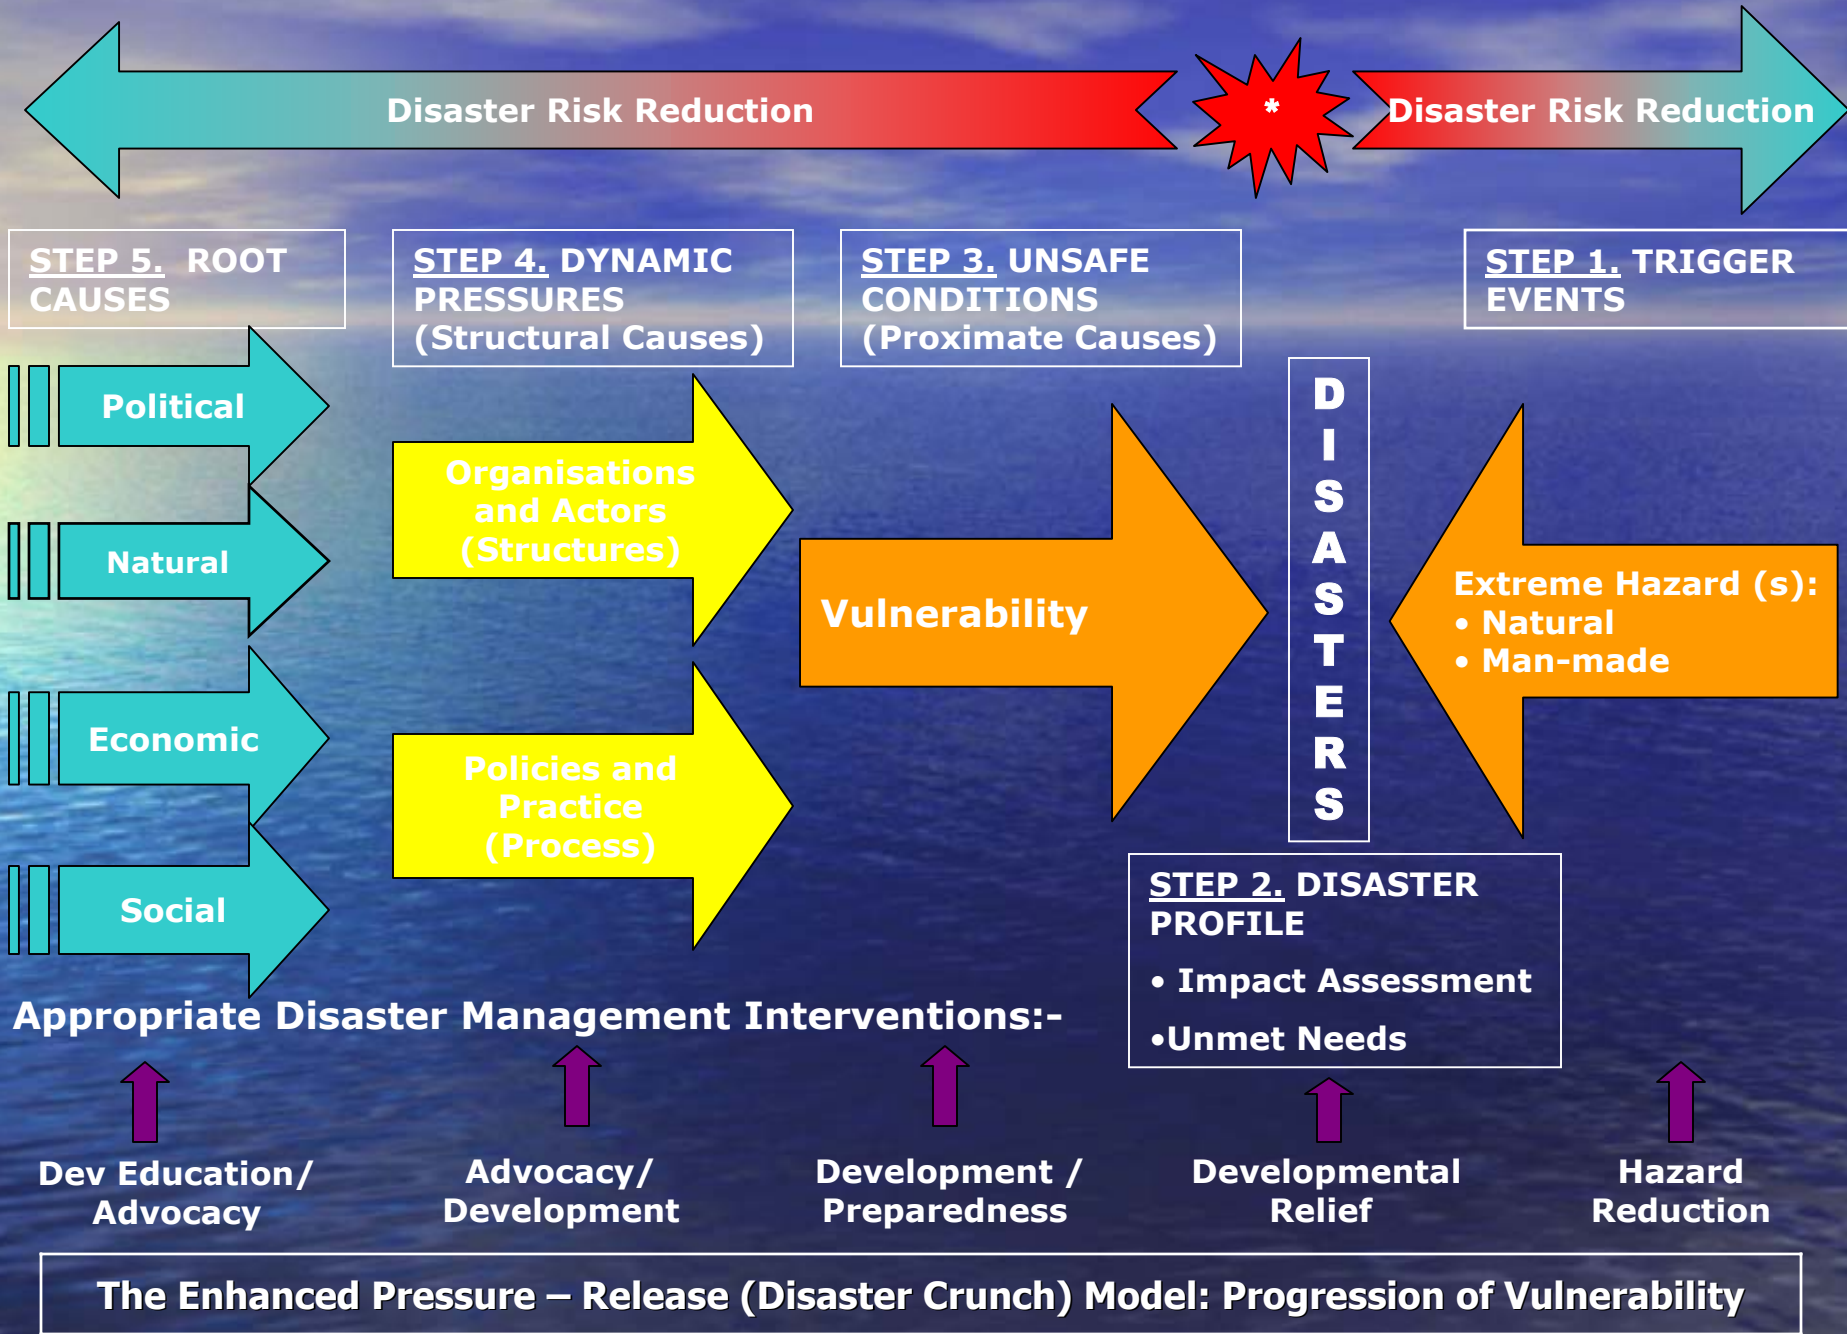 Disaster Risk Reduction
*
Disaster Risk Reduction
STEP 5. ROOT
CAUSES
STEP 4. DYNAMIC
PRESSURES
(Structural Causes)
STEP 3. UNSAFE
CONDITIONS
(Proximate Causes)
STEP 1. TRIGGER
EVENTS
Political
Natural
Economic
Social
Organisations
and Actors
(Structures)
Policies and
Practice
(Process)
Vulnerability
D
I
S
A
S
T
E
R
S
Extreme Hazard (s):
• Natural
• Man-made
STEP 2. DISASTER
PROFILE
• Impact Assessment
•Unmet Needs
Appropriate Disaster Management Interventions:-
Dev Education/
Advocacy
Advocacy/
Development
Development /
Preparedness
Developmental
Relief
Hazard
Reduction
The Enhanced Pressure – Release (Disaster Crunch) Model: Progression of Vulnerability